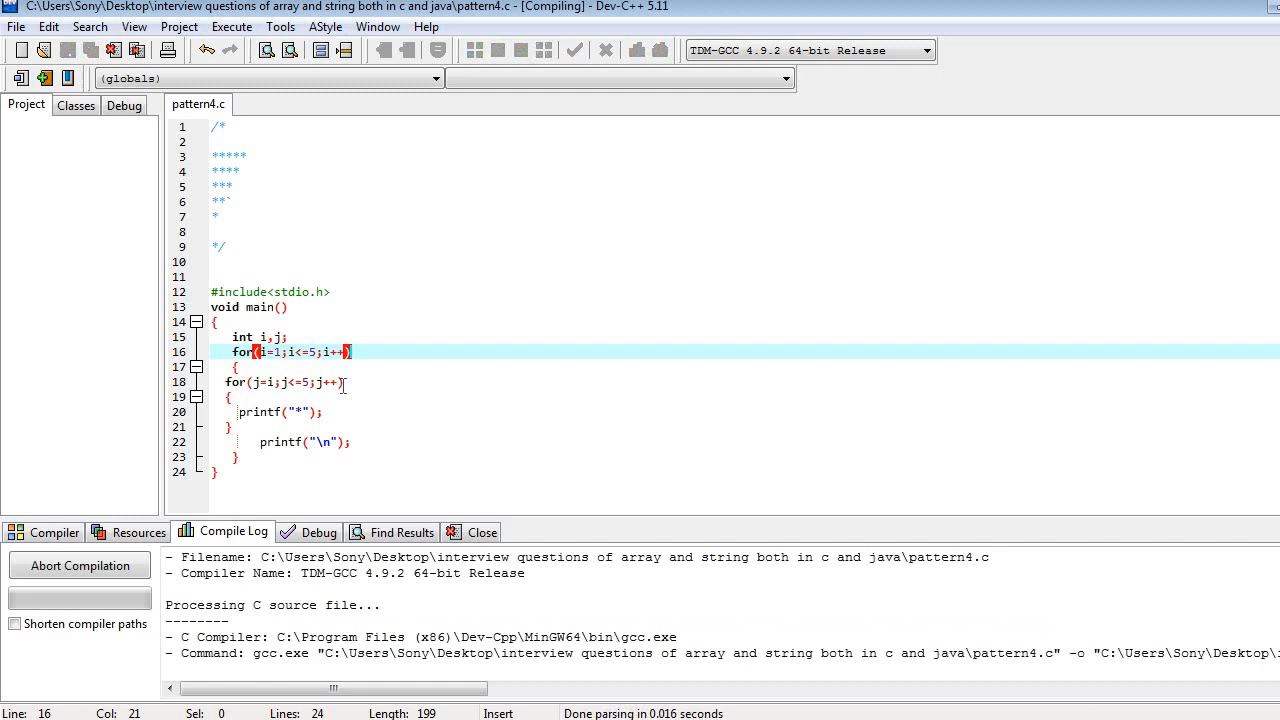 C:\Users\Sony\Desktop\interview questions of array and string both in c and java\pattern4.c - [Compiling] - Dev-C++ 5.11
File Edit Search View Project Execute Tools AStyle Window Help
TDM-GCC 4.9.2 64-bit Release
(globals)
Project Classes Debug
pattern4.c
1 /*
2
3 *****
4 ****
5 ***
6 **`
7 *
8
9 */
10
11
12 #include<stdio.h>
13 void main()
14 {
15 int i,j;
16 for(i=1;i<=5;i++)
17 {
18 for(j=i;j<=5;j++)
19 {
20 printf("*");
21 }
22 printf("\n");
23 }
24 }
Compiler Resources Compile Log Debug Find Results Close
Abort Compilation
Shorten compiler paths
- Filename: C:\Users\Sony\Desktop\interview questions of array and string both in c and java\pattern4.c
- Compiler Name: TDM-GCC 4.9.2 64-bit Release
Processing C source file...
--------
- C Compiler: C:\Program Files (x86)\Dev-Cpp\MinGW64\bin\gcc.exe
- Command: gcc.exe "C:\Users\Sony\Desktop\interview questions of array and string both in c and java\pattern4.c" -o "C:\Users\Sony\Desktop\
Line: 16 Col: 21 Sel: 0 Lines: 24 Length: 199 Insert Done parsing in 0.016 seconds